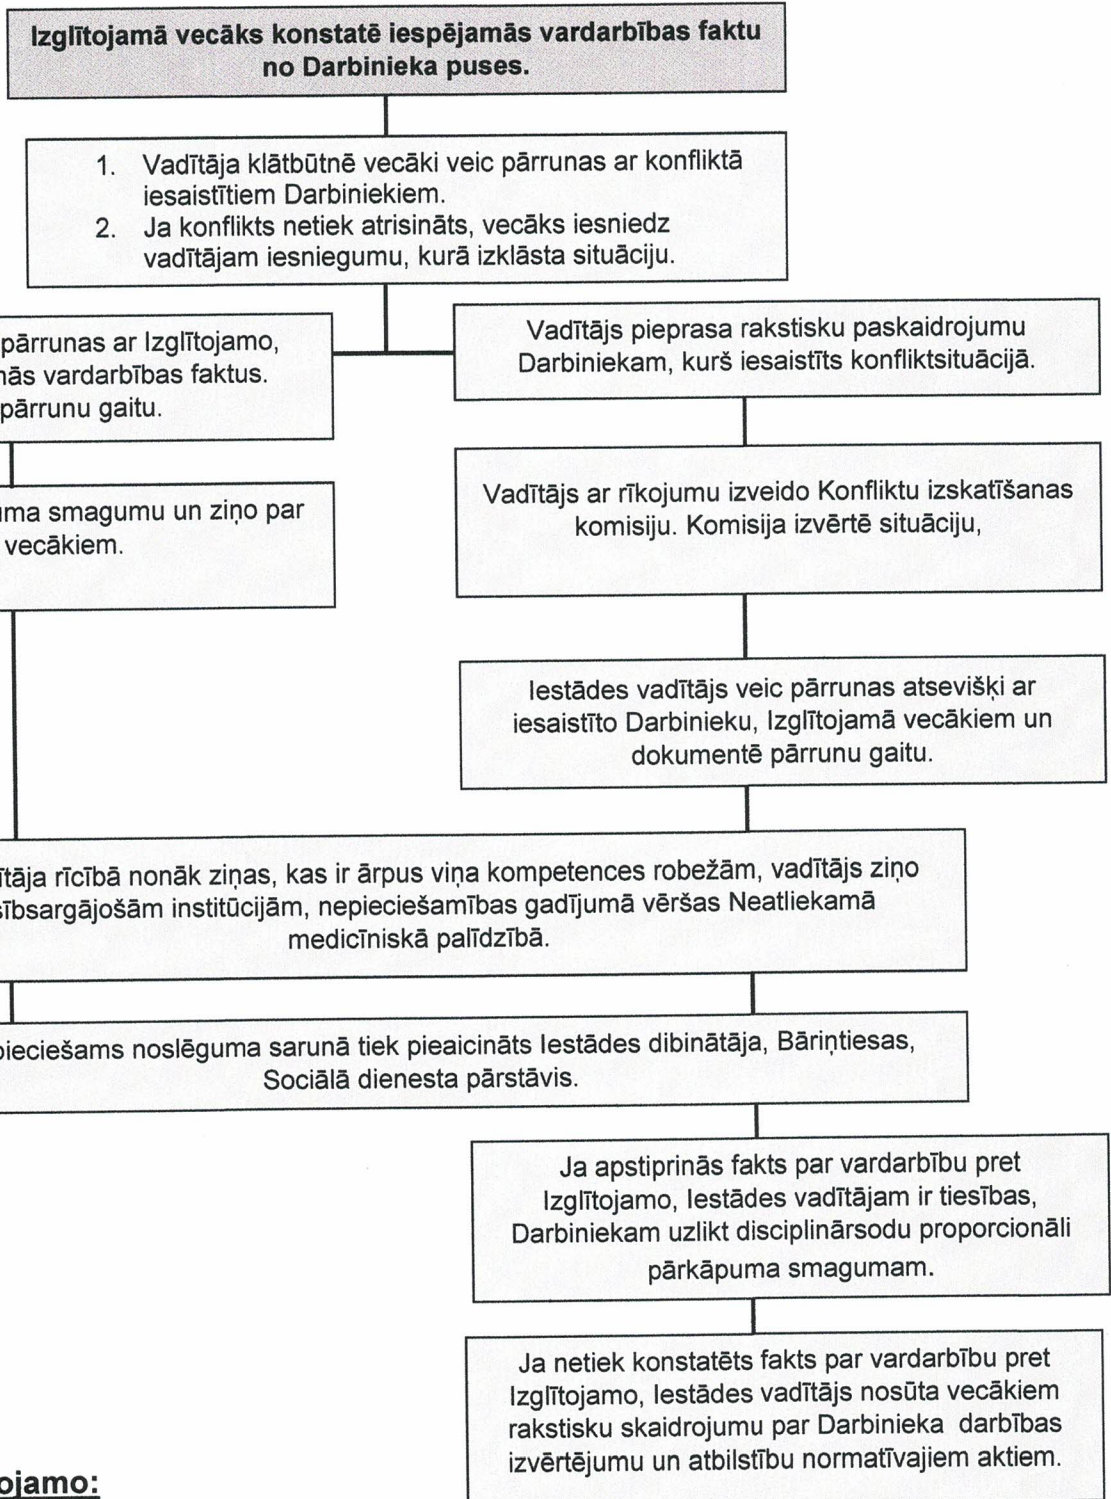 Izglītojamā vecāks konstatē iespējamās vardarbības faktu
no Darbinieka puses.
1. Vadītāja klātbūtnē vecāki veic pārrunas ar konfliktā
iesaistītiem Darbiniekiem.
2. Ja konflikts netiek atrisināts, vecāks iesniedz
vadītājam iesniegumu, kurā izklāsta situāciju.
pārrunas ar Izglītojamo,
vardarbības faktus.
pārrunu gaitu.
Vadītājs pieprasa rakstisku paskaidrojumu
Darbiniekam, kurš iesaistīts konfliktsituācijā.
smagumu un ziņo par
vecākiem.
Vadītājs ar rīkojumu izveido Konfliktu izskatīšanas
komisiju. Komisija izvērtē situāciju,
Iestādes vadītājs veic pārrunas atsevišķi ar
iesaistīto Darbinieku, Izglītojamā vecākiem un
dokumentē pārrunu gaitu.
rīcībā nonāk ziņas, kas ir ārpus viņa kompetences robežām, vadītājs ziņo
institūcijām, nepieciešamības gadījumā vēršas Neatliekamā
medicīniskā palīdzībā.
noslēguma sarunā tiek pieaicināts Iestādes dibinātāja, Bāriņtiesas,
Sociālā dienesta pārstāvis.
Ja apstiprinās fakts par vardarbību pret
Izglītojamo, Iestādes vadītājam ir tiesības,
Darbiniekam uzlikt disciplinārsodu proporcionāli
pārkāpuma smagumam.
Ja netiek konstatēts fakts par vardarbību pret
Izglītojamo, Iestādes vadītājs nosūta vecākiem
rakstisku skaidrojumu par Darbinieka darbības
izvērtējumu un atbilstību normatīvajiem aktiem.
ojamo: